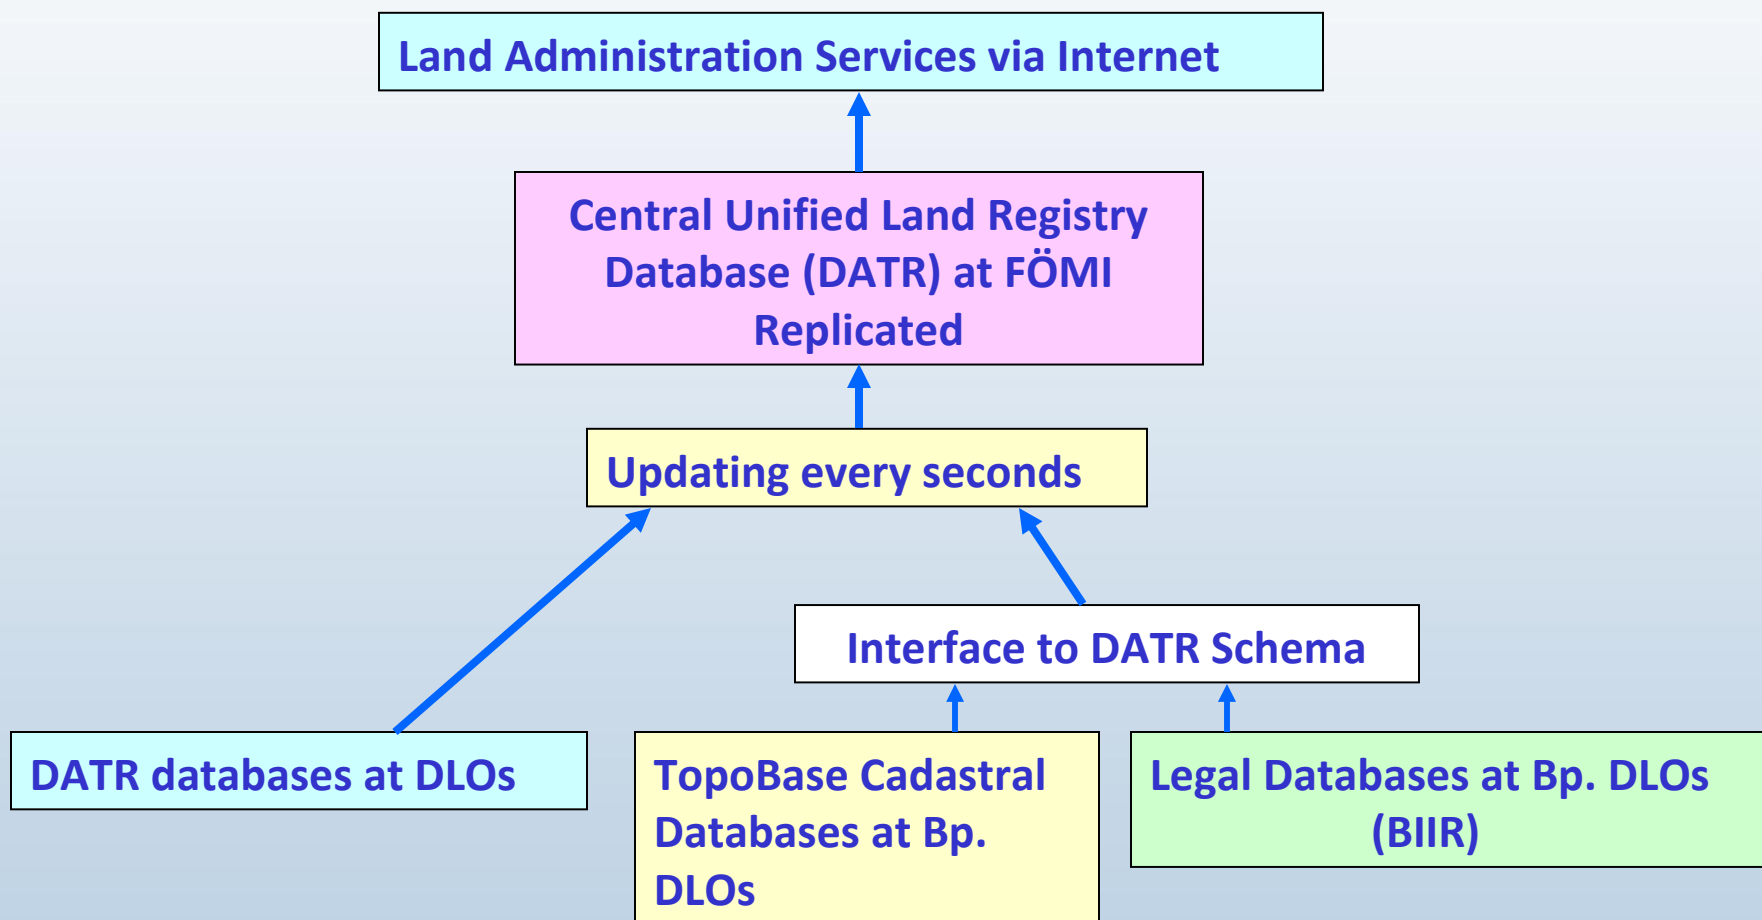 Land Administration Services via Internet
Central Unified Land Registry
Database (DATR) at FÖMI
Replicated
Updating every seconds
Interface to DATR Schema
DATR databases at DLOs
TopoBase Cadastral
Databases at Bp.
DLOs
Legal Databases at Bp. DLOs
(BIIR)